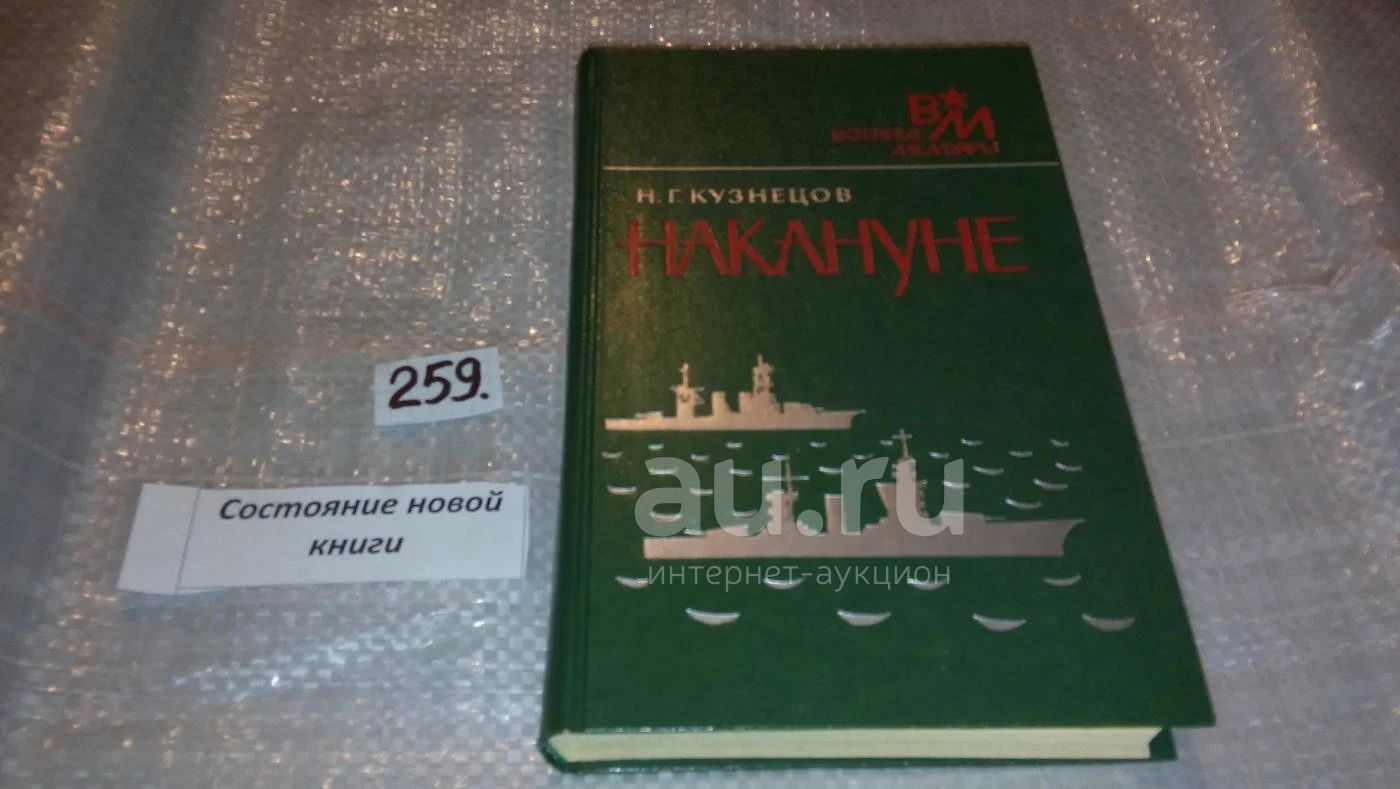 ВМ
ВОЕННЫЕ
МЕМУАРЫ
Н. Г. КУЗНЕЦОВ
НАКАНУНЕ
259.
Состояние новой
книги
au.ru
интернет-аукцион